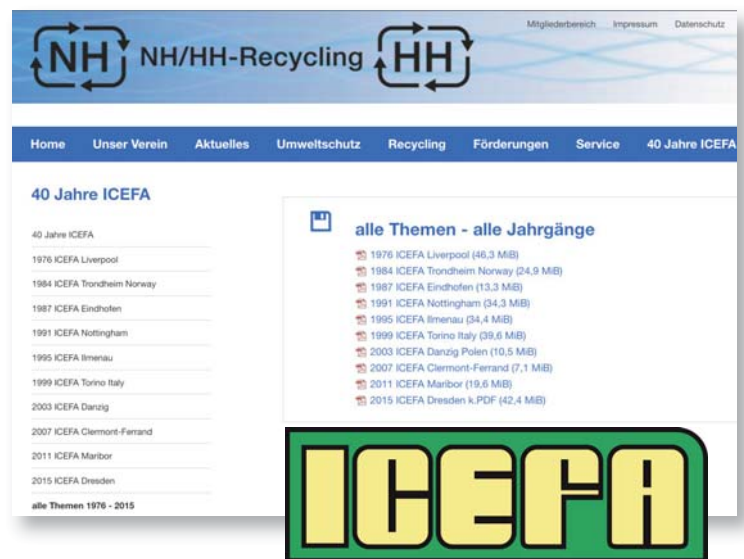 Mitgliederbereich Impressum Datenschutz
NH NH/HH-Recycling HH
Home Unser Verein Aktuelles Umweltschutz Recycling Förderungen Service 40 Jahre ICEFA
40 Jahre ICEFA
40 Jahre ICEFA
1976 ICEFA Liverpool
1984 ICEFA Trondheim Norway
1987 ICEFA Eindhofen
1991 ICEFA Nottingham
1995 ICEFA Ilmenau
1999 ICEFA Torino Italy
2003 ICEFA Danzig
2007 ICEFA Clermont-Ferrand
2011 ICEFA Maribor
2015 ICEFA Dresden
alle Themen 1976 - 2015
alle Themen - alle Jahrgänge
1976 ICEFA Liverpool (46,3 MiB)
1984 ICEFA Trondheim Norway (24,9 MiB)
1987 ICEFA Eindhofen (13,3 MiB)
1991 ICEFA Nottingham (34,3 MiB)
1995 ICEFA Ilmenau (34,4 MiB)
1999 ICEFA Torino Italy (39,6 MiB)
2003 ICEFA Danzig Polen (10,5 MiB)
2007 ICEFA Clermont-Ferrand (7,1 MiB)
2011 ICEFA Maribor (19,6 MiB)
2015 ICEFA Dresden k.PDF (42,4 MiB)
ICEFA